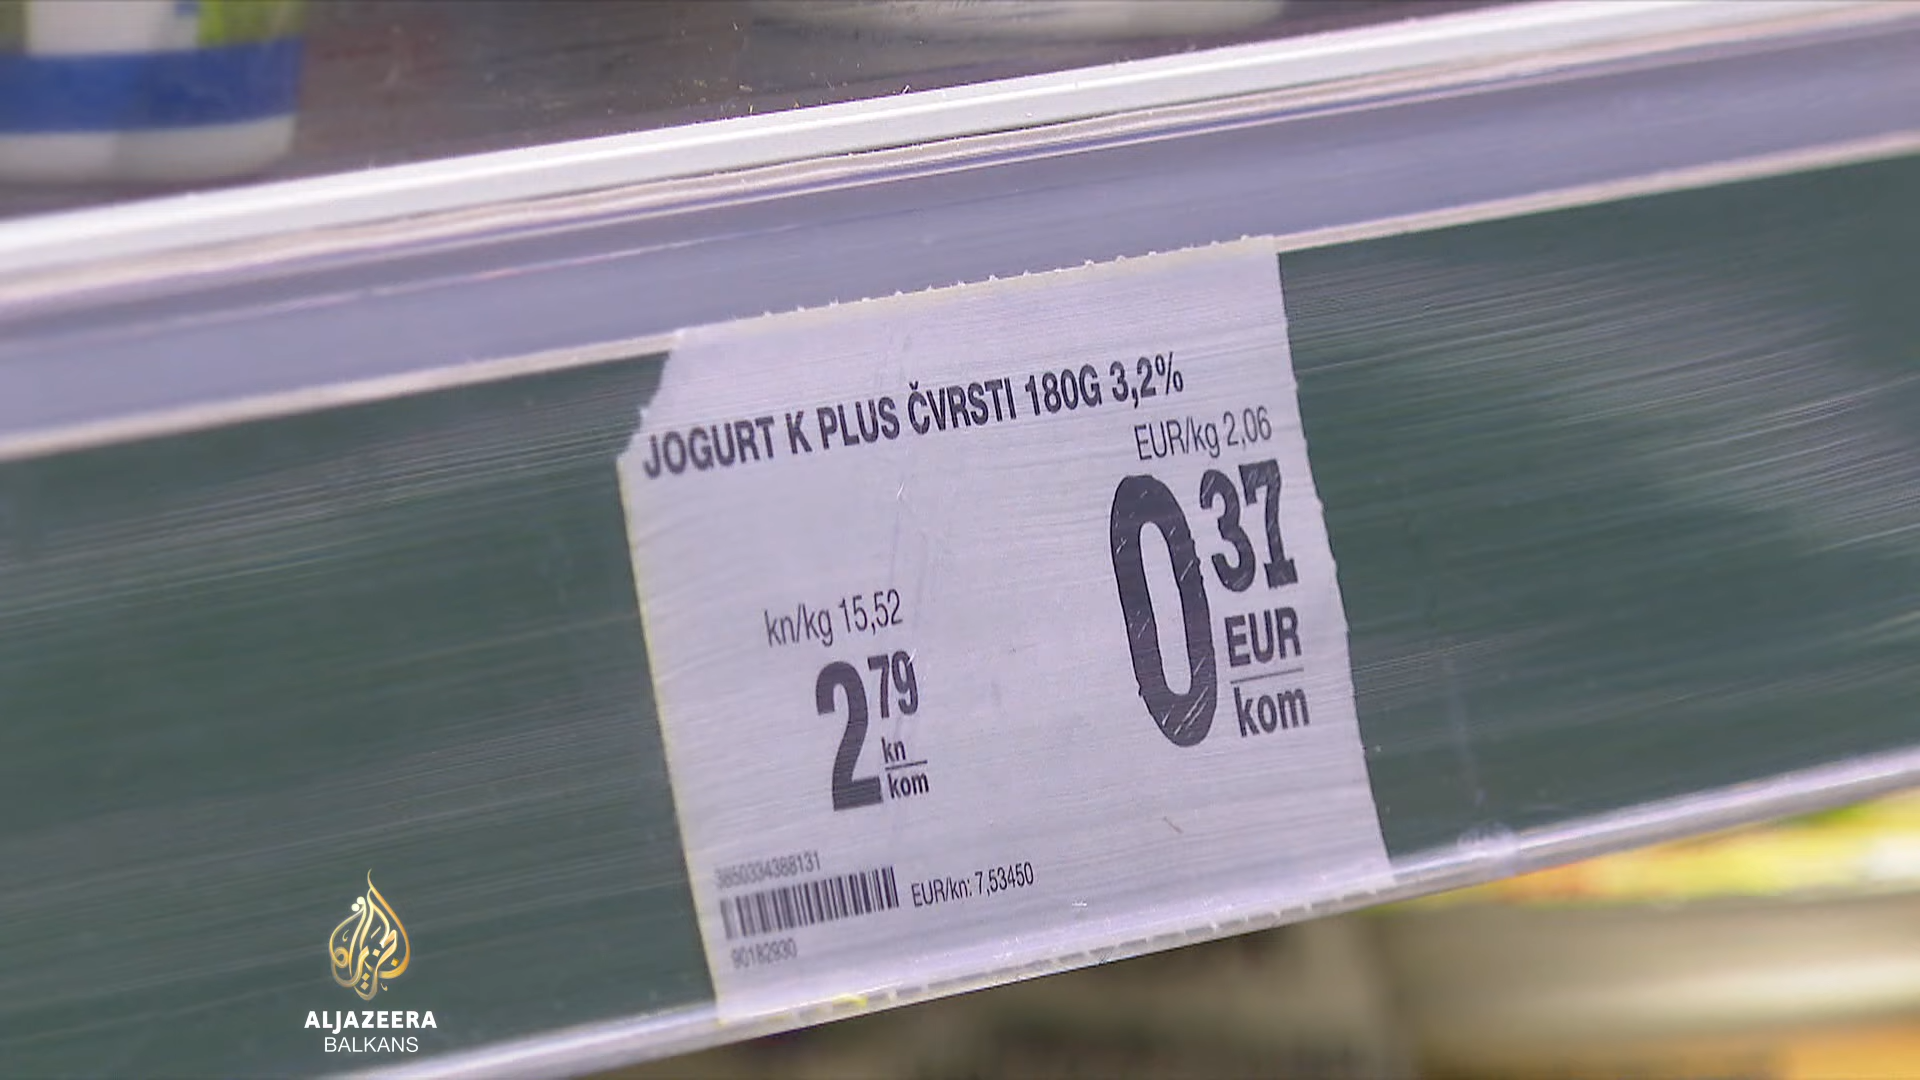 JOGURT K PLUS ČVRSTI 180G 3,2%
EUR/kg 2,06
0 37
EUR
kom
kn/kg 15,52
2 79
kn
kom
3850334388131
EUR/kn: 7,53450
90182930
ALJAZEERA
BALKANS